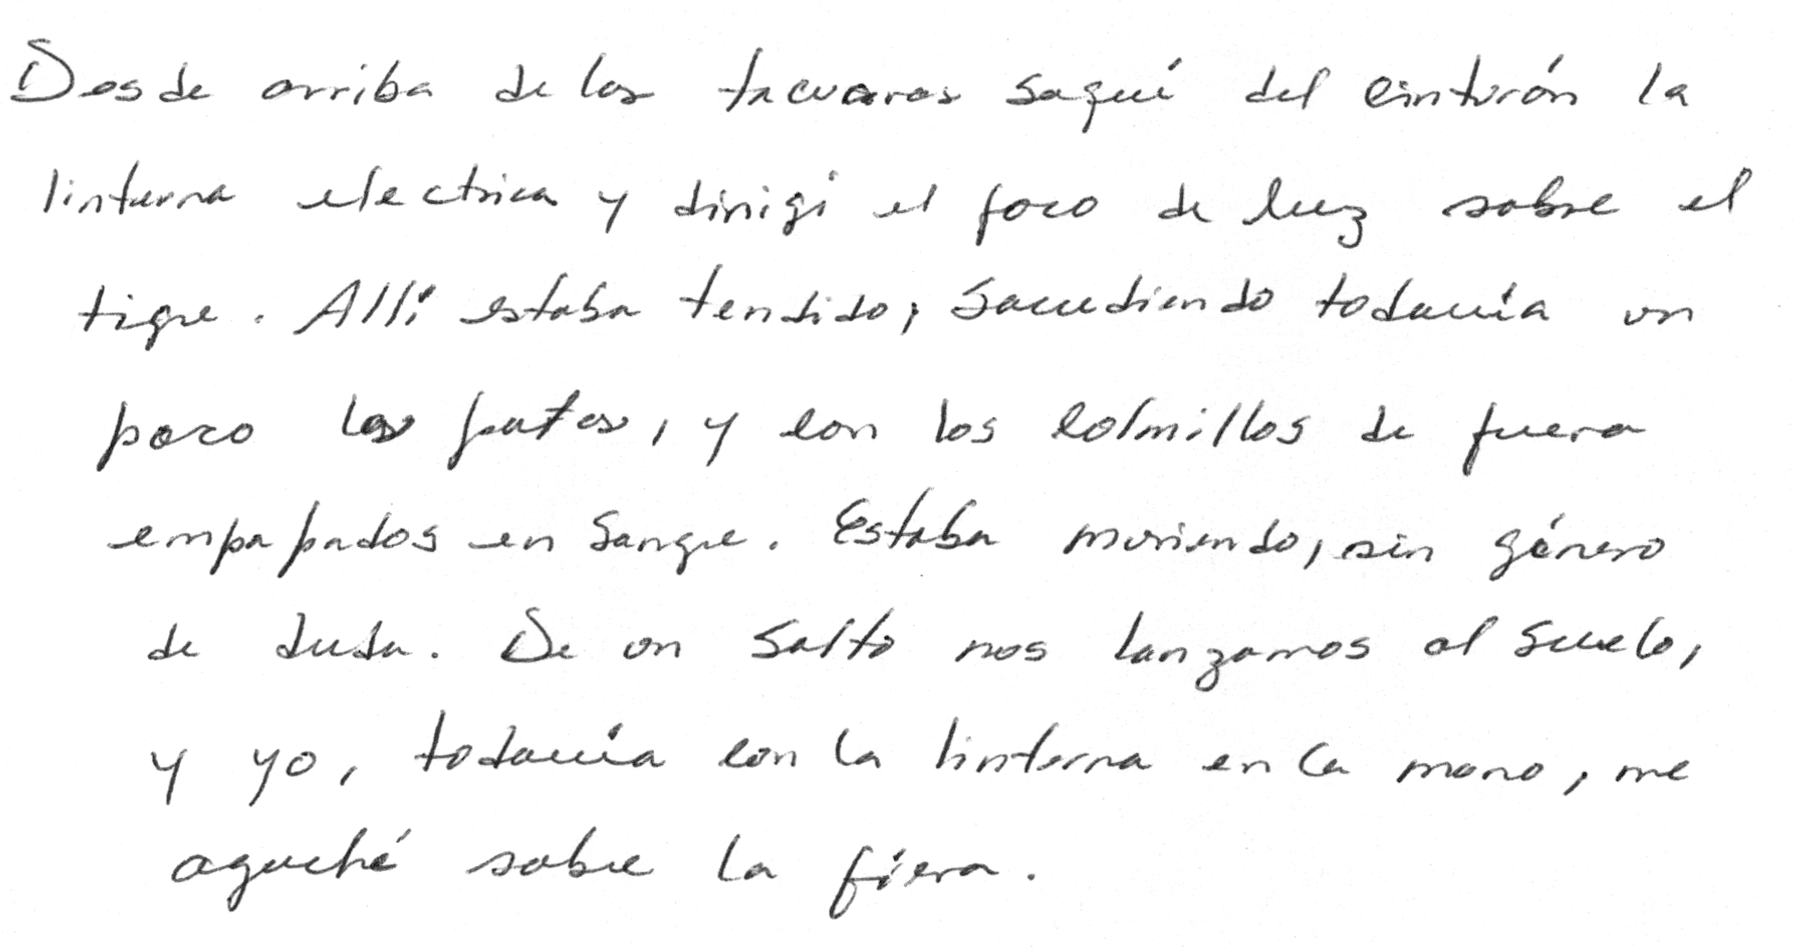 Desde arriba de las tacuaras saqué del cinturón la
linterna electrica y dirigí el foco de luz sobre el
tigre. Allí estaba tendido, sacudiendo todavía un
poco las patas, y con los colmillos de fuera
empapados en sangre. Estaba muriendo, sin género
de duda. De un salto nos lanzamos al suelo,
y yo, todavía con la linterna en la mano, me
agaché sobre la fiera.